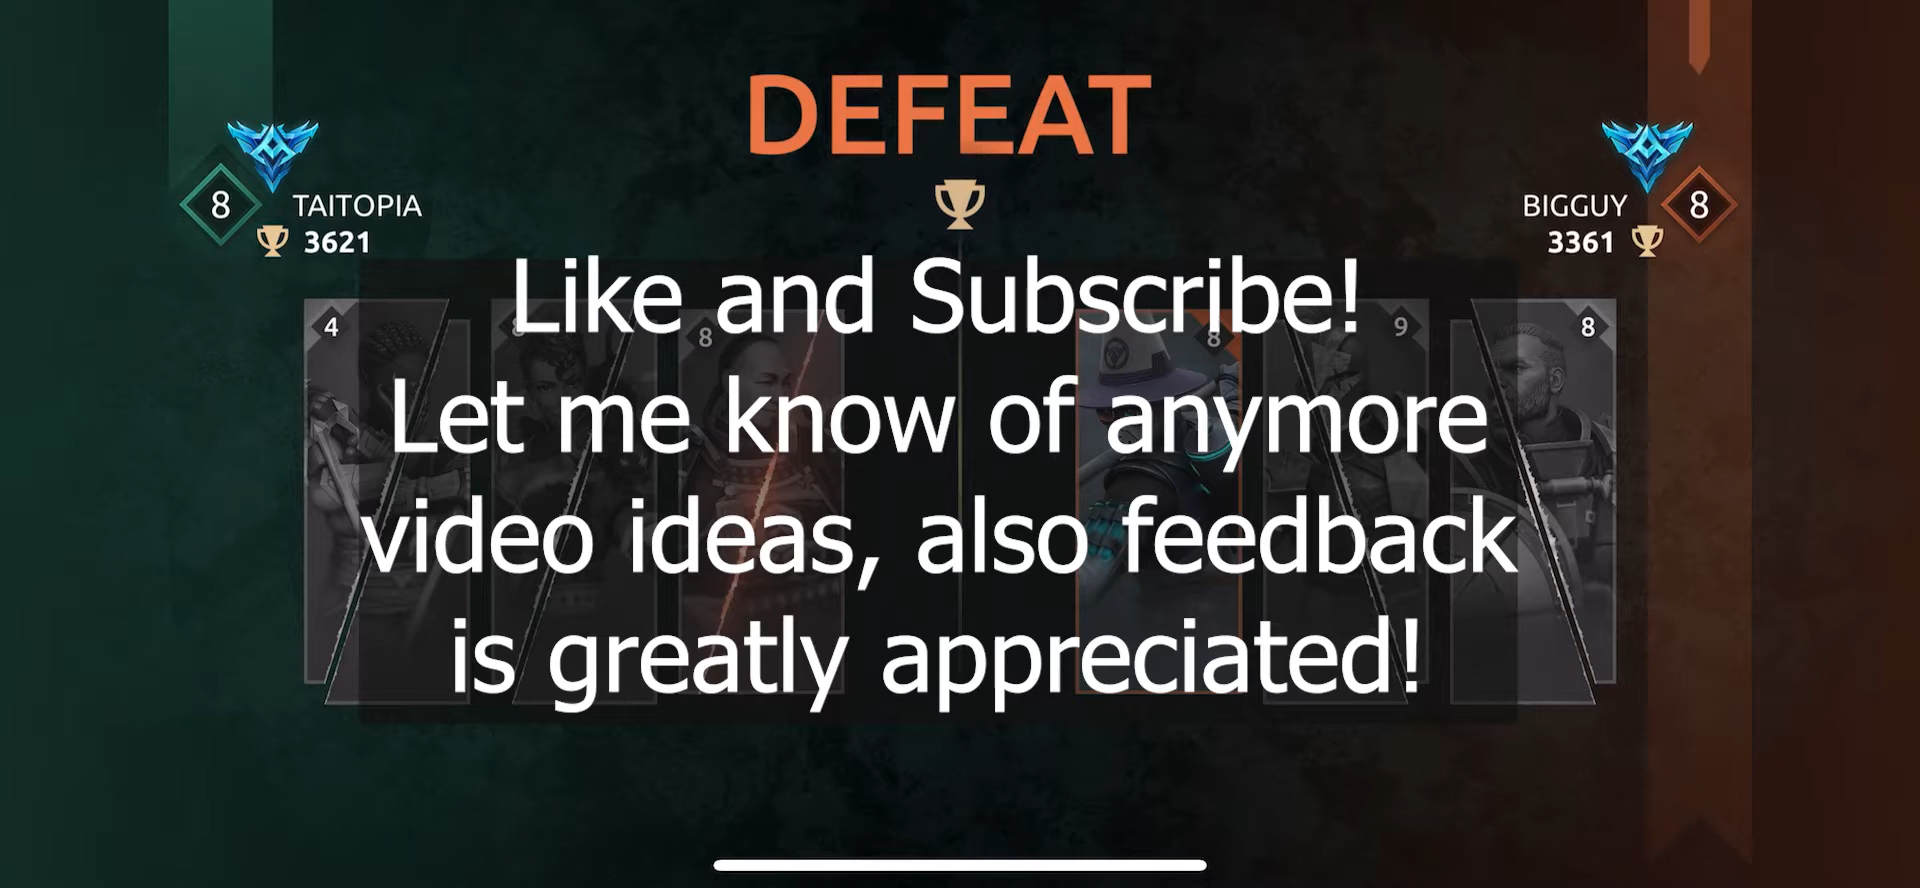 DEFEAT
8
TAITOPIA
3621
BIGGUY
3361
8
Like and Subscribe!
4
8
8
8
9
8
Let me know of anymore
video ideas, also feedback
is greatly appreciated!